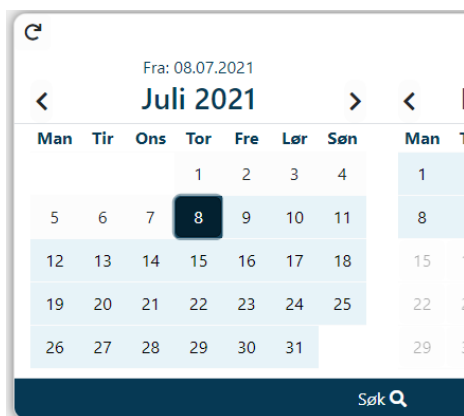 Fra: 08.07.2021
Juli 2021
Man Tir Ons Tor Fre Lør Søn
1 2 3 4
5 6 7 8 9 10 11
12 13 14 15 16 17 18
19 20 21 22 23 24 25
26 27 28 29 30 31
Man
1
8
15
22
29
Søk